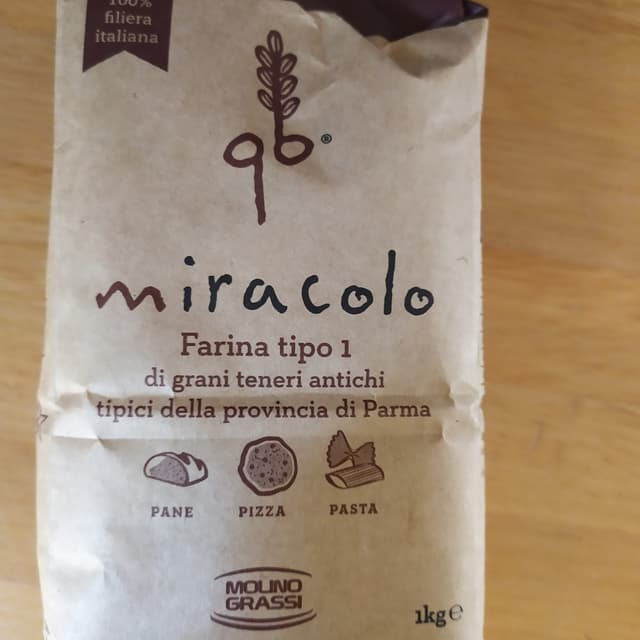 100%
filiera
italiana
qb®
miracolo
Farina tipo 1
di grani teneri antichi
tipici della provincia di Parma
PANE PIZZA PASTA
MOLINO
GRASSI
1kg e